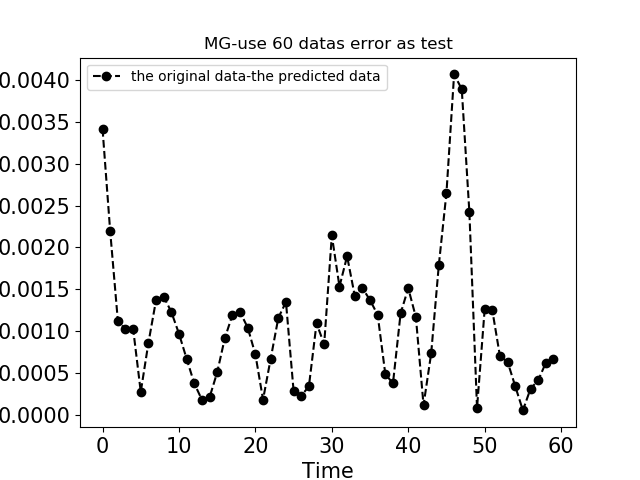 MG-use 60 datas error as test
the original data-the predicted data
0.0040
0.0035
0.0030
0.0025
0.0020
0.0015
0.0010
0.0005
0.0000
0 10 20 30 40 50 60
Time